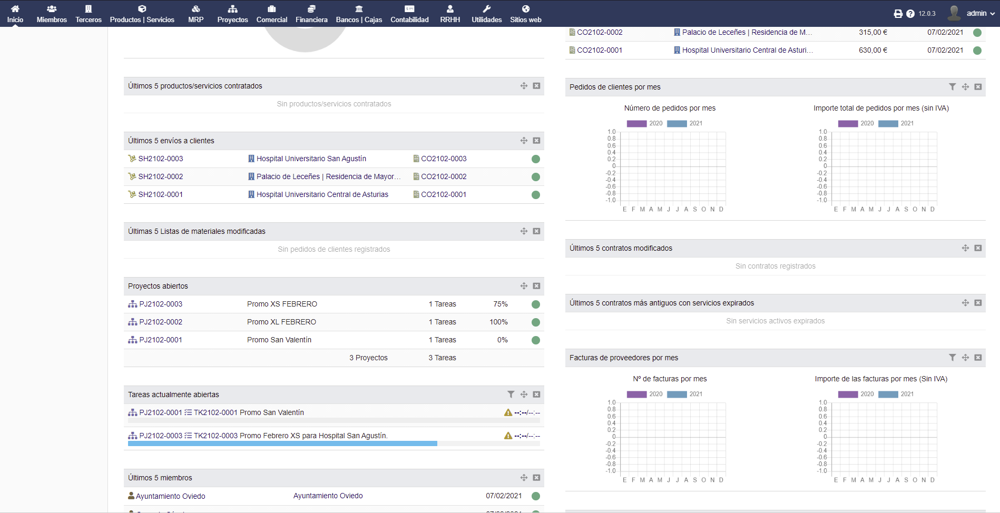 Inicio
Miembros
Terceros
Productos | Servicios
MRP
Proyectos
Comercial
Financiera
Bancos | Cajas
Contabilidad
RRHH
Utilidades
Sitios web
12.0.3
admin
Últimos 5 productos/servicios contratados
Sin productos/servicios contratados
Últimos 5 envíos a clientes
SH2102-0003 Hospital Universitario San Agustín CO2102-0003
SH2102-0002 Palacio de Leceñes | Residencia de Mayor... CO2102-0002
SH2102-0001 Hospital Universitario Central de Asturias CO2102-0001
Últimas 5 Listas de materiales modificadas
Sin pedidos de clientes registrados
Proyectos abiertos
PJ2102-0003 Promo XS FEBRERO 1 Tareas 75%
PJ2102-0002 Promo XL FEBRERO 1 Tareas 100%
PJ2102-0001 Promo San Valentín 1 Tareas 0%
3 Proyectos 3 Tareas
Tareas actualmente abiertas
PJ2102-0001 TK2102-0001 Promo San Valentín --:--/--:--
PJ2102-0003 TK2102-0003 Promo Febrero XS para Hospital San Agustín. --:--/--:--
Últimos 5 miembros
Ayuntamiento Oviedo Ayuntamiento Oviedo 07/02/2021
CO2102-0002 Palacio de Leceñes | Residencia de M... 315,00 € 07/02/2021
CO2102-0001 Hospital Universitario Central de Asturi... 630,00 € 07/02/2021
Pedidos de clientes por mes
Número de pedidos por mes
2020 2021
1.0
0.8
0.6
0.4
0.2
0
-0.2
-0.4
-0.6
-0.8
-1.0
E F M A M J J A S O N D
Importe total de pedidos por mes (sin IVA)
2020 2021
1.0
0.8
0.6
0.4
0.2
0
-0.2
-0.4
-0.6
-0.8
-1.0
E F M A M J J A S O N D
Últimos 5 contratos modificados
Sin contratos registrados
Últimos 5 contratos más antiguos con servicios expirados
Sin servicios activos expirados
Facturas de proveedores por mes
Nº de facturas por mes
2020 2021
1.0
0.8
0.6
0.4
0.2
0
-0.2
-0.4
-0.6
-0.8
-1.0
E F M A M J J A S O N D
Importe de las facturas por mes (Sin IVA)
2020 2021
1.0
0.8
0.6
0.4
0.2
0
-0.2
-0.4
-0.6
-0.8
-1.0
E F M A M J J A S O N D